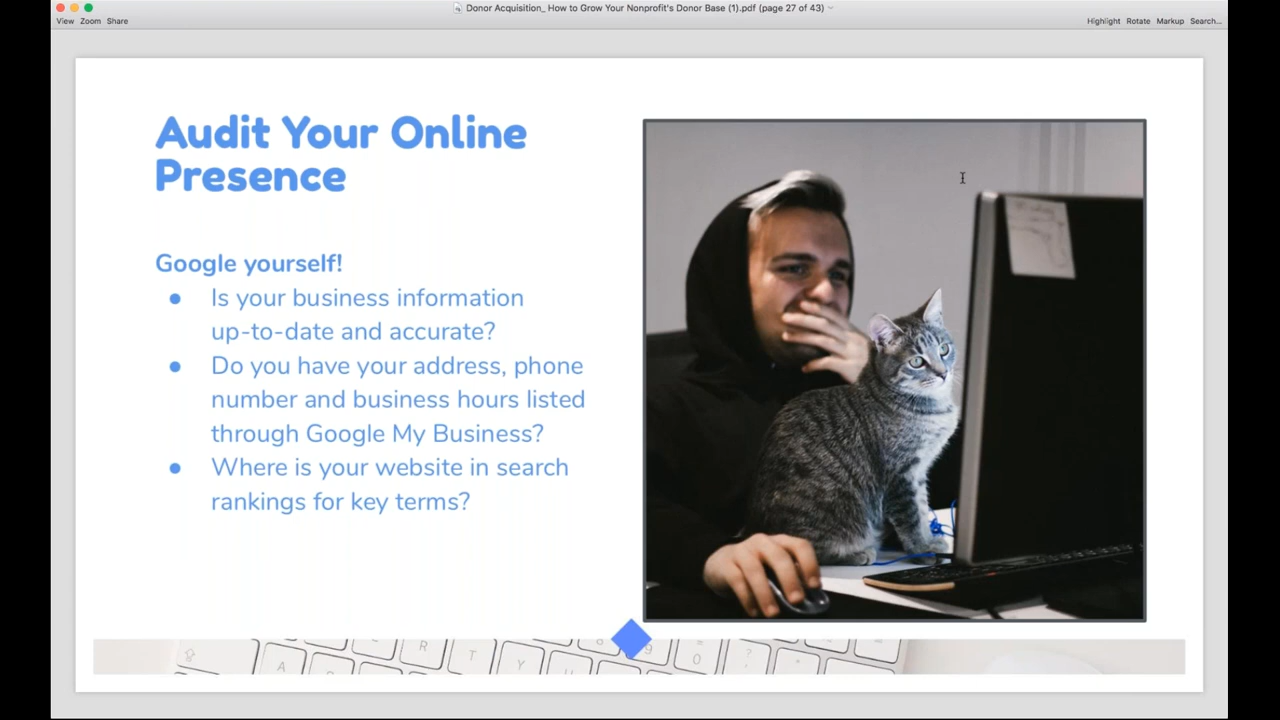 Donor Acquisition_ How to Grow Your Nonprofit's Donor Base (1).pdf (page 27 of 43)
View Zoom Share
Highlight Rotate Markup Search...
Audit Your Online
Presence
Google yourself!
● Is your business information
up-to-date and accurate?
● Do you have your address, phone
number and business hours listed
through Google My Business?
● Where is your website in search
rankings for key terms?
R T Y U 8 9 0 ?
A